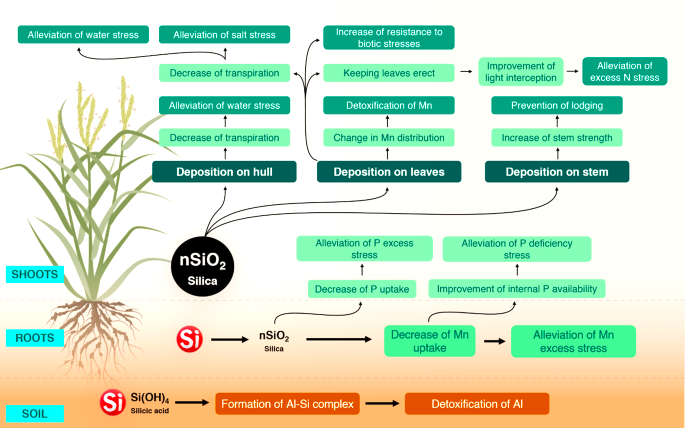 Alleviation of water stress
Alleviation of salt stress
Increase of resistance to
biotic stresses
Decrease of transpiration
Keeping leaves erect
Improvement of
light interception
Alleviation of
excess N stress
Alleviation of water stress
Detoxification of Mn
Prevention of lodging
Decrease of transpiration
Change in Mn distribution
Increase of stem strength
Deposition on hull
Deposition on leaves
Deposition on stem
nSiO₂
Silica
Alleviation of P excess
stress
Alleviation of P deficiency
stress
SHOOTS
Decrease of P uptake
Improvement of internal P availability
ROOTS
Si
nSiO₂
Silica
Decrease of Mn
uptake
Alleviation of Mn
excess stress
SOIL
Si
Si(OH)₄
Silicic acid
Formation of Al-Si complex
Detoxification of Al